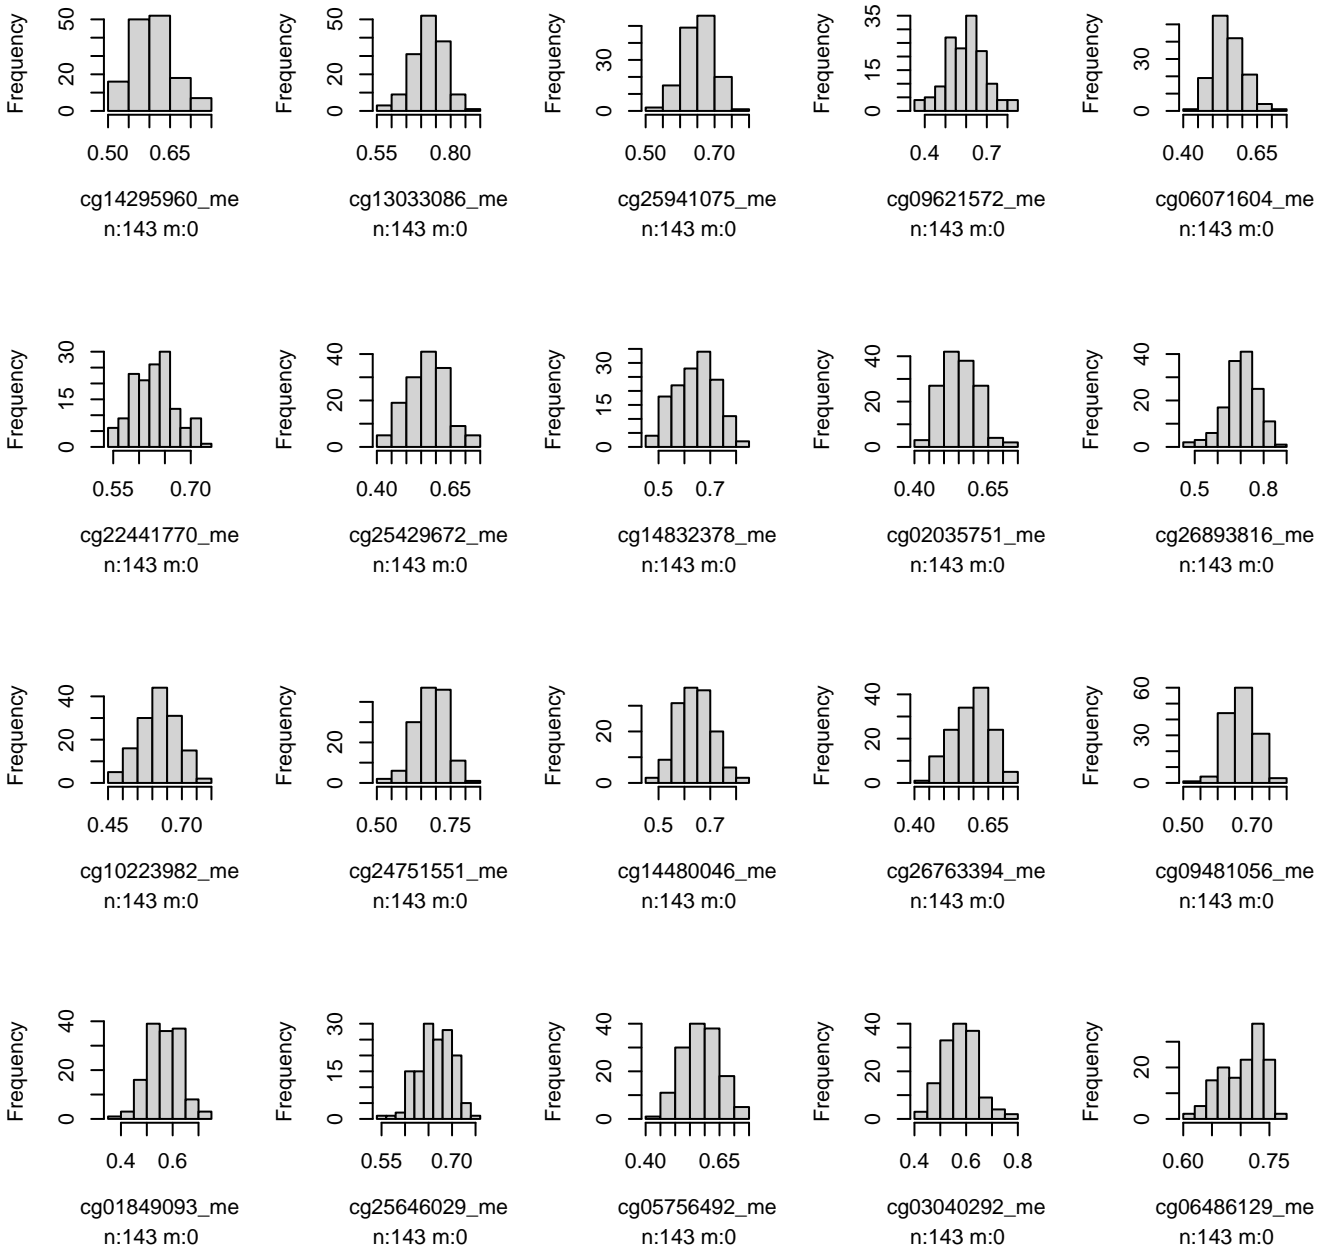 Frequency
0 20 50
0.50 0.65
cg14295960_me
n:143 m:0
Frequency
0 20 50
0.55 0.80
cg13033086_me
n:143 m:0
Frequency
0 30
0.50 0.70
cg25941075_me
n:143 m:0
Frequency
0 15 35
0.4 0.7
cg09621572_me
n:143 m:0
Frequency
0 30
0.40 0.65
cg06071604_me
n:143 m:0
Frequency
0 15 30
0.55 0.70
cg22441770_me
n:143 m:0
Frequency
0 20 40
0.40 0.65
cg25429672_me
n:143 m:0
Frequency
0 15 30
0.5 0.7
cg14832378_me
n:143 m:0
Frequency
0 20 40
0.40 0.65
cg02035751_me
n:143 m:0
Frequency
0 20 40
0.5 0.8
cg26893816_me
n:143 m:0
Frequency
0 20 40
0.45 0.70
cg10223982_me
n:143 m:0
Frequency
0 20
0.50 0.75
cg24751551_me
n:143 m:0
Frequency
0 20
0.5 0.7
cg14480046_me
n:143 m:0
Frequency
0 20 40
0.40 0.65
cg26763394_me
n:143 m:0
Frequency
0 30 60
0.50 0.70
cg09481056_me
n:143 m:0
Frequency
0 20 40
0.4 0.6
cg01849093_me
n:143 m:0
Frequency
0 15 30
0.55 0.70
cg25646029_me
n:143 m:0
Frequency
0 20 40
0.40 0.65
cg05756492_me
n:143 m:0
Frequency
0 20 40
0.4 0.6 0.8
cg03040292_me
n:143 m:0
Frequency
0 20
0.60 0.75
cg06486129_me
n:143 m:0